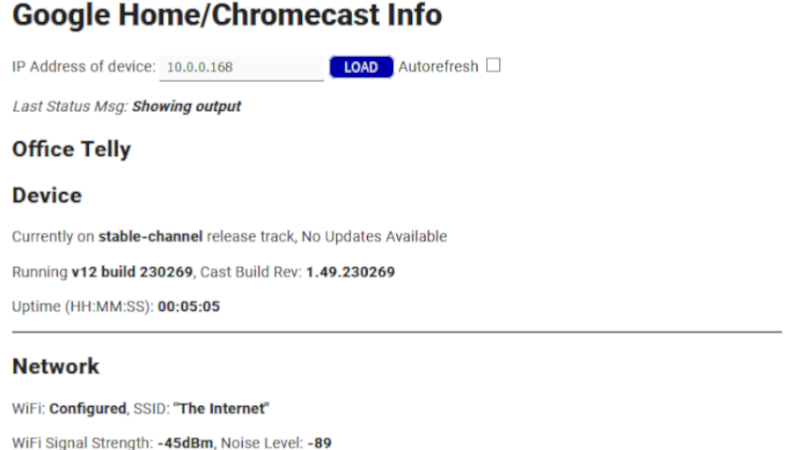 Google Home/Chromecast Info
IP Address of device: 10.0.0.168 LOAD Autorefresh
Last Status Msg: Showing output
Office Telly
Device
Currently on stable-channel release track, No Updates Available
Running v12 build 230269, Cast Build Rev: 1.49.230269
Uptime (HH:MM:SS): 00:05:05
Network
WiFi: Configured, SSID: "The Internet"
WiFi Signal Strength: -45dBm, Noise Level: -89